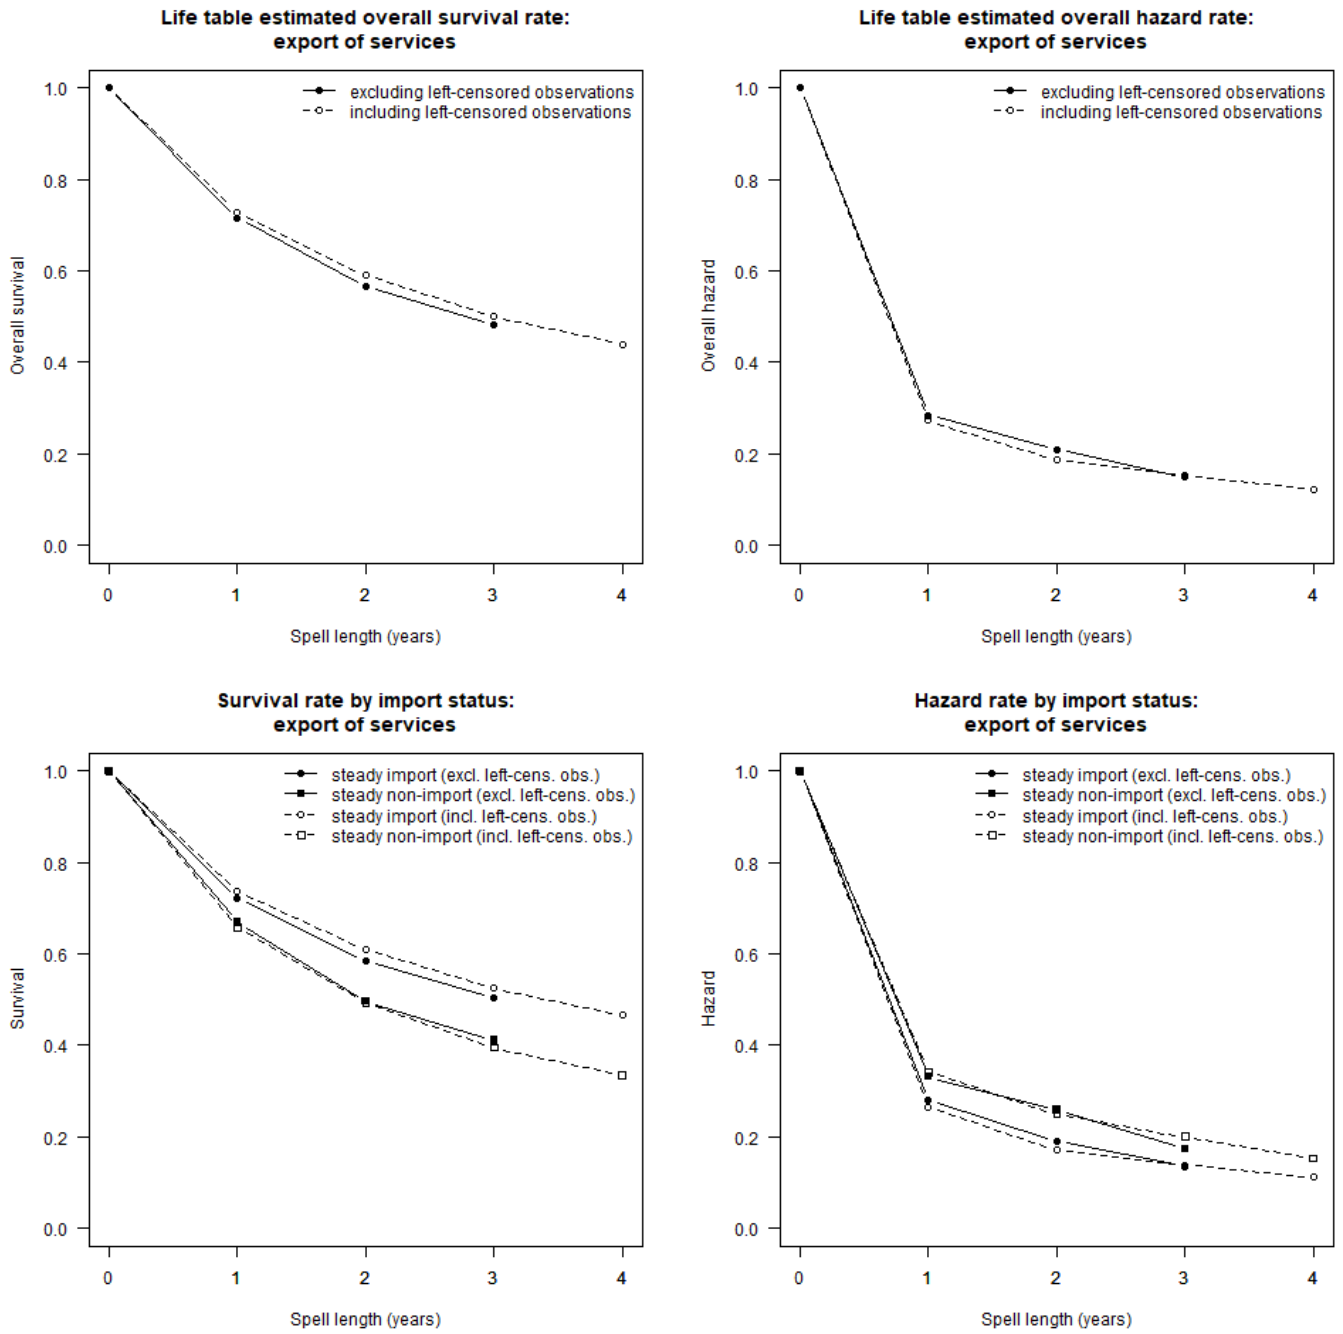 Life table estimated overall survival rate:
export of services
excluding left-censored observations
including left-censored observations
Overall survival
1.0
0.8
0.6
0.4
0.2
0.0
0 1 2 3 4
Spell length (years)
Life table estimated overall hazard rate:
export of services
excluding left-censored observations
including left-censored observations
Overall hazard
1.0
0.8
0.6
0.4
0.2
0.0
0 1 2 3 4
Spell length (years)
Survival rate by import status:
export of services
steady import (excl. left-cens. obs.)
steady non-import (excl. left-cens. obs.)
steady import (incl. left-cens. obs.)
steady non-import (incl. left-cens. obs.)
Survival
1.0
0.8
0.6
0.4
0.2
0.0
0 1 2 3 4
Spell length (years)
Hazard rate by import status:
export of services
steady import (excl. left-cens. obs.)
steady non-import (excl. left-cens. obs.)
steady import (incl. left-cens. obs.)
steady non-import (incl. left-cens. obs.)
Hazard
1.0
0.8
0.6
0.4
0.2
0.0
0 1 2 3 4
Spell length (years)